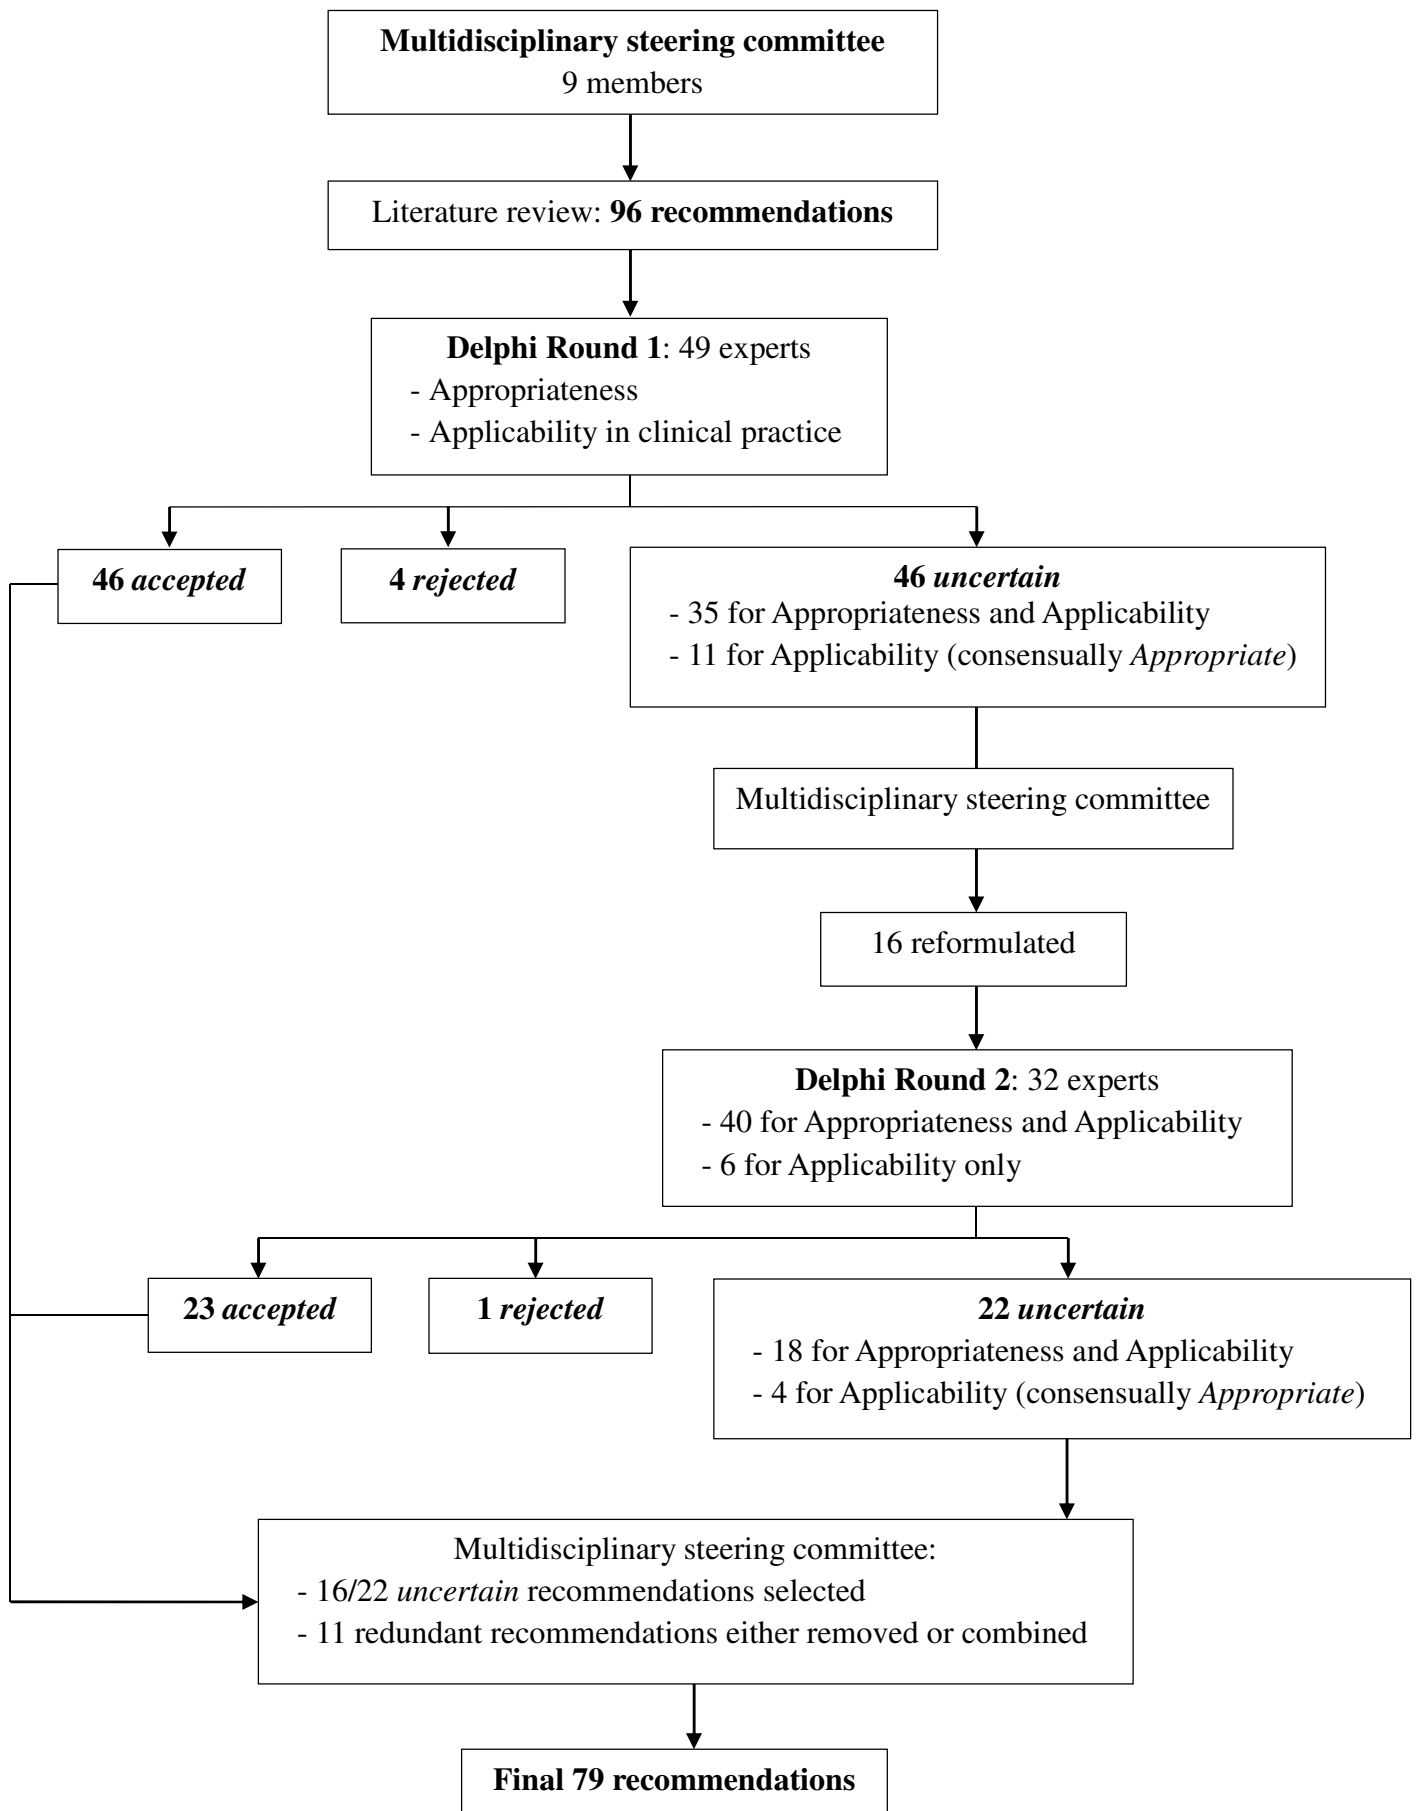 Multidisciplinary steering committee
9 members
Literature review: 96 recommendations
Delphi Round 1: 49 experts
- Appropriateness
- Applicability in clinical practice
46 accepted
4 rejected
46 uncertain
- 35 for Appropriateness and Applicability
- 11 for Applicability (consensually Appropriate)
Multidisciplinary steering committee
16 reformulated
Delphi Round 2: 32 experts
- 40 for Appropriateness and Applicability
- 6 for Applicability only
23 accepted
1 rejected
22 uncertain
- 18 for Appropriateness and Applicability
- 4 for Applicability (consensually Appropriate)
Multidisciplinary steering committee:
- 16/22 uncertain recommendations selected
- 11 redundant recommendations either removed or combined
Final 79 recommendations